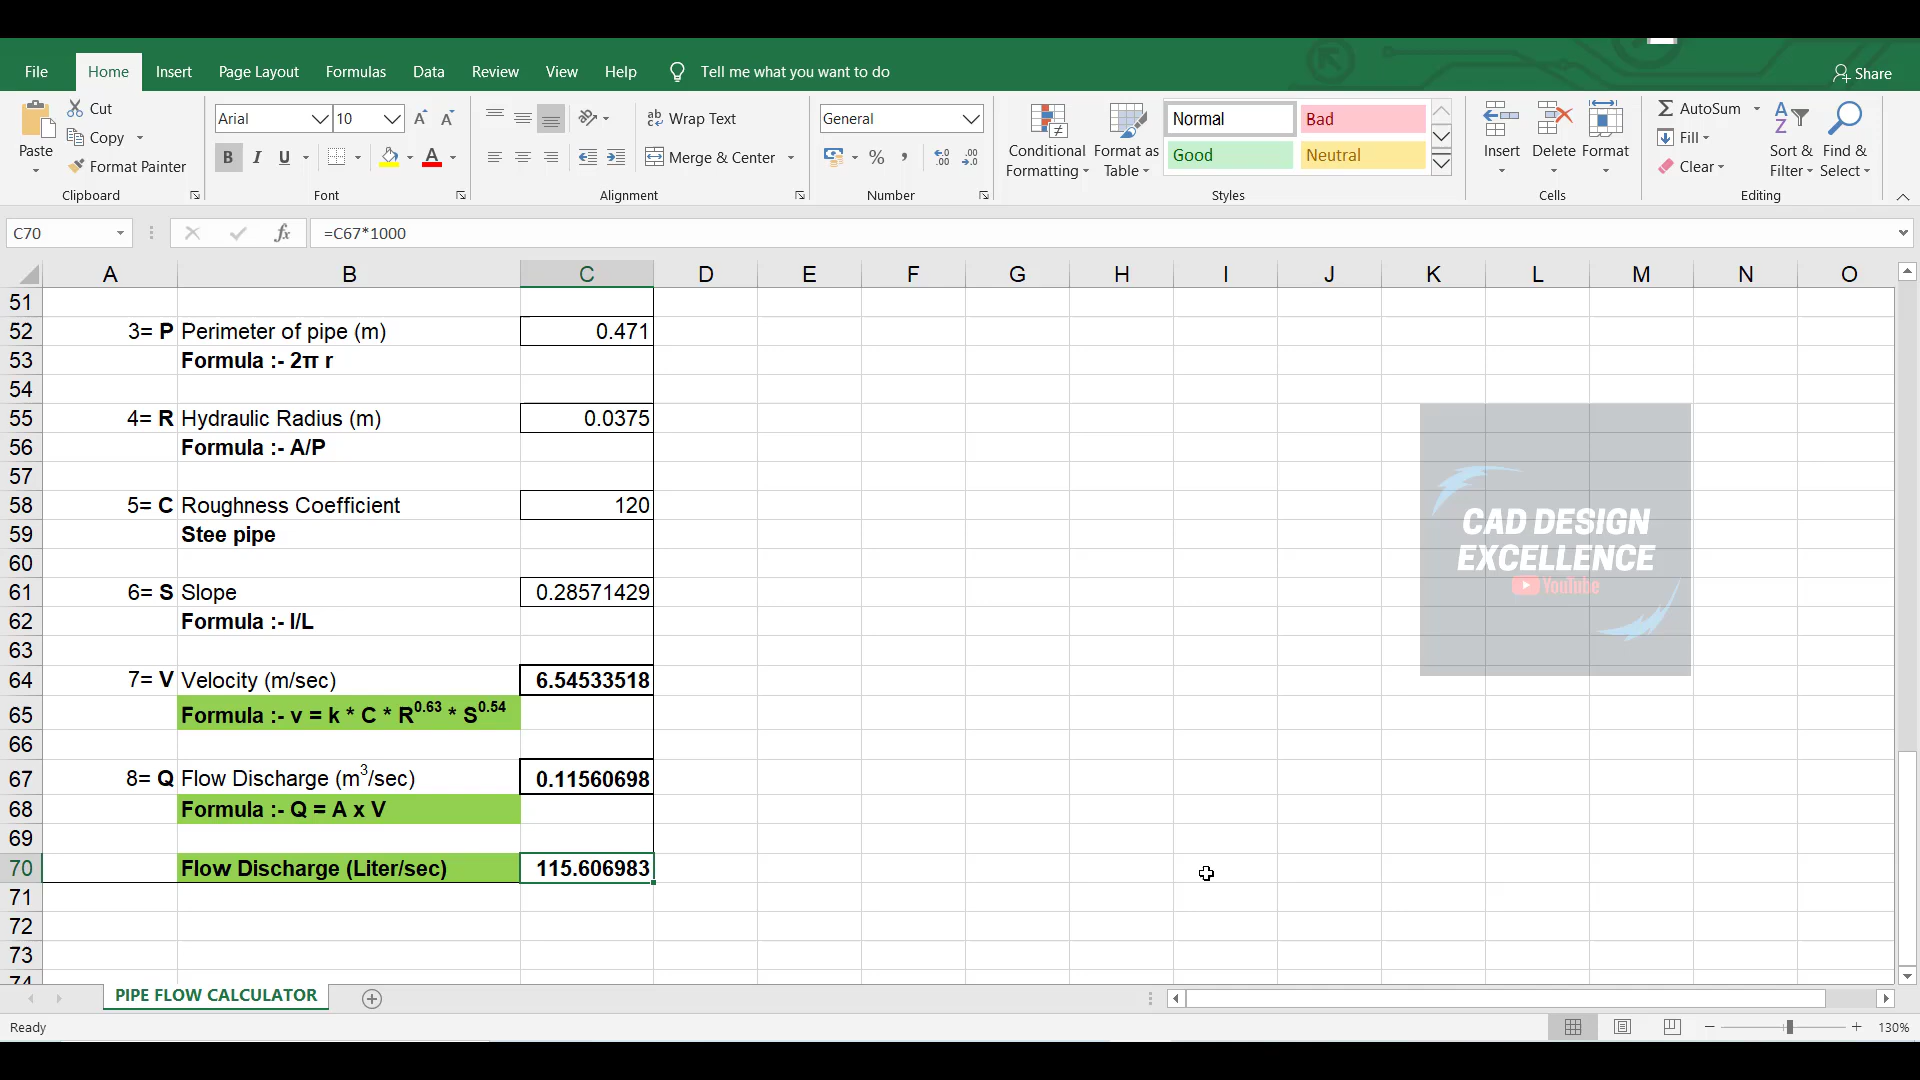 File Home Insert Page Layout Formulas Data Review View Help Tell me what you want to do Share
Paste Cut Copy Format Painter Clipboard
Arial 10 A A B I U A Font
ab Wrap Text Merge & Center Alignment
General % , .00 Number
Conditional Formatting Format as Table Normal Bad Good Neutral Styles
Insert Delete Format Cells
AutoSum Fill Clear Sort & Filter Find & Select Editing
C70 fx =C67*1000
A B C D E F G H I J K L M N O
51
52 3= P Perimeter of pipe (m) 0.471
53 Formula :- 2π r
54
55 4= R Hydraulic Radius (m) 0.0375
56 Formula :- A/P
57
58 5= C Roughness Coefficient 120
59 Stee pipe
60
61 6= S Slope 0.28571429
62 Formula :- I/L
63
64 7= V Velocity (m/sec) 6.54533518
65 Formula :- v = k * C * R0.63 * S0.54
66
67 8= Q Flow Discharge (m3/sec) 0.11560698
68 Formula :- Q = A x V
69
70 Flow Discharge (Liter/sec) 115.606983
71
72
73
74
CAD DESIGN
EXCELLENCE
YouTube
PIPE FLOW CALCULATOR
Ready 130%